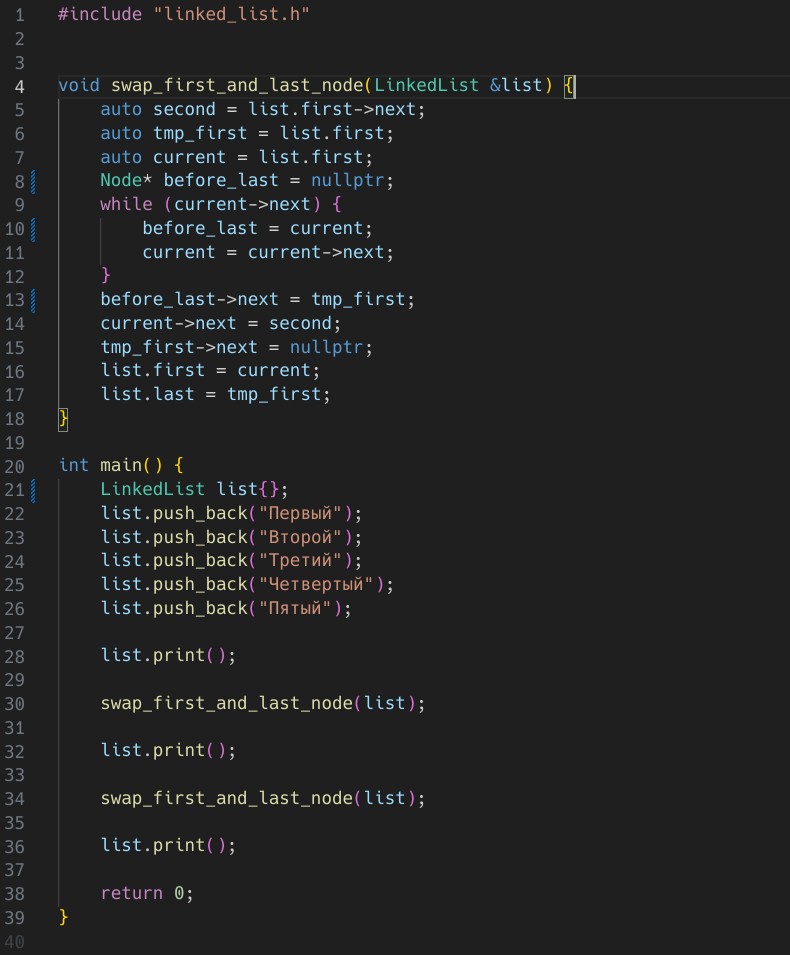 1 #include "linked_list.h"
2
3
4 void swap_first_and_last_node(LinkedList &list) {
5     auto second = list.first->next;
6     auto tmp_first = list.first;
7     auto current = list.first;
8     Node* before_last = nullptr;
9     while (current->next) {
10         before_last = current;
11         current = current->next;
12     }
13     before_last->next = tmp_first;
14     current->next = second;
15     tmp_first->next = nullptr;
16     list.first = current;
17     list.last = tmp_first;
18 }
19
20 int main() {
21     LinkedList list{};
22     list.push_back("Первый");
23     list.push_back("Второй");
24     list.push_back("Третий");
25     list.push_back("Четвертый");
26     list.push_back("Пятый");
27
28     list.print();
29
30     swap_first_and_last_node(list);
31
32     list.print();
33
34     swap_first_and_last_node(list);
35
36     list.print();
37
38     return 0;
39 }
40